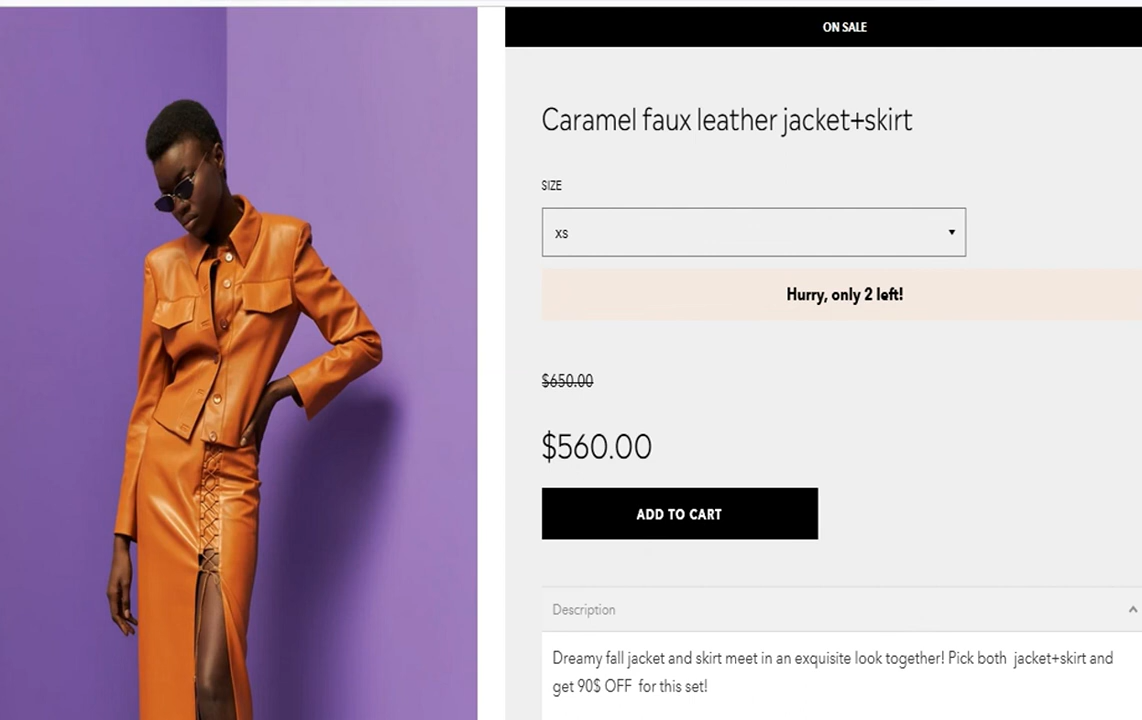 ON SALE
Caramel faux leather jacket+skirt
SIZE
xs
Hurry, only 2 left!
$650.00
$560.00
ADD TO CART
Description
Dreamy fall jacket and skirt meet in an exquisite look together! Pick both jacket+skirt and
get 90$ OFF for this set!